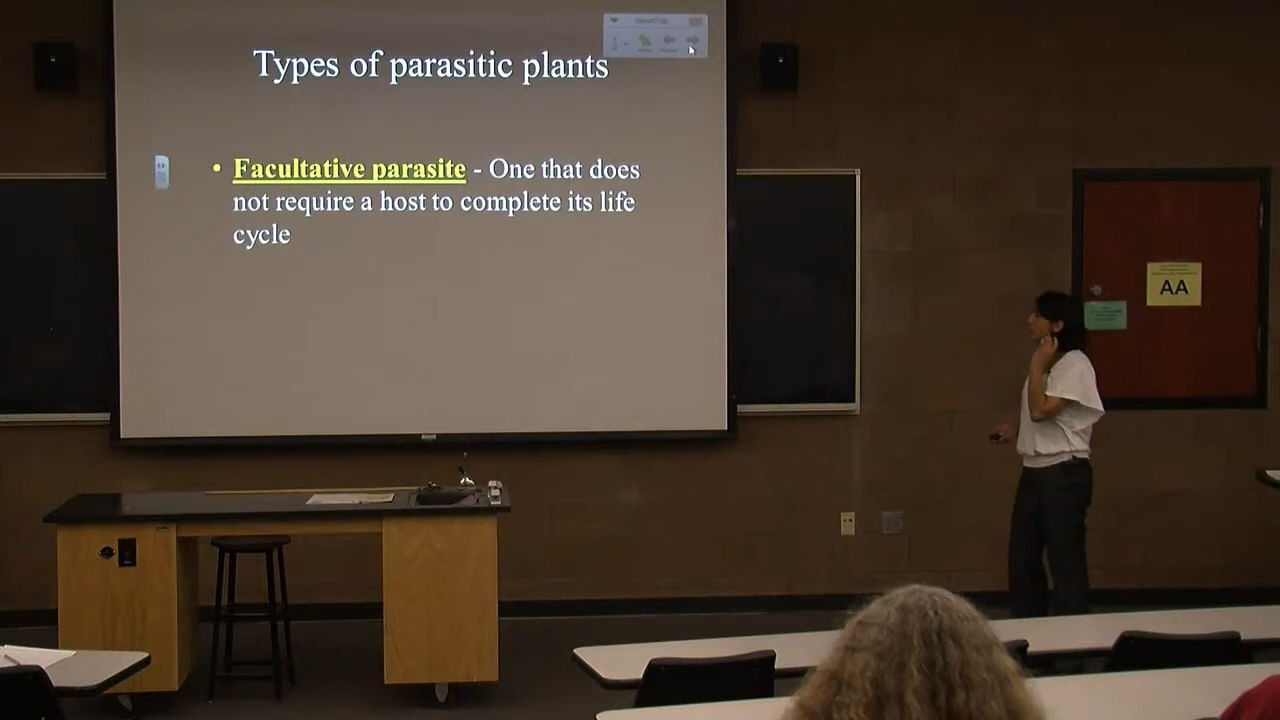 Types of parasitic plants
• Facultative parasite - One that does
not require a host to complete its life
cycle
AA